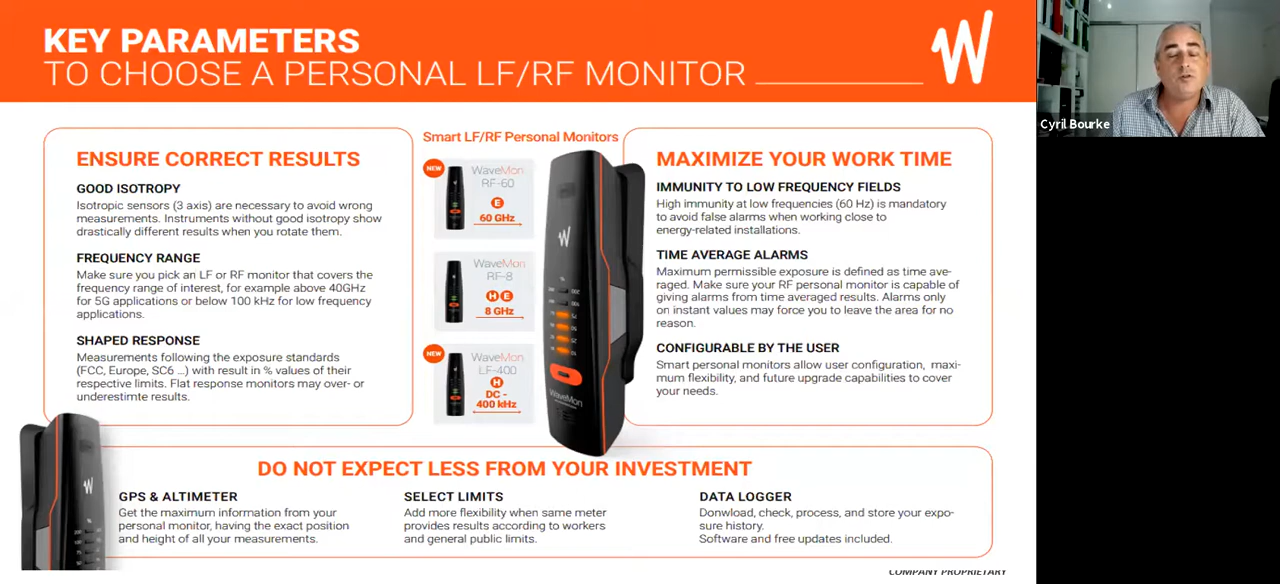 KEY PARAMETERS
TO CHOOSE A PERSONAL LF/RF MONITOR
Cyril Bourke
ENSURE CORRECT RESULTS
GOOD ISOTROPY
Isotropic sensors (3 axis) are necessary to avoid wrong
measurements. Instruments without good isotropy show
drastically different results when you rotate them.
FREQUENCY RANGE
Make sure you pick an LF or RF monitor that covers the
frequency range of interest, for example above 40GHz
for 5G applications or below 100 kHz for low frequency
applications.
SHAPED RESPONSE
Measurements following the exposure standards
(FCC, Europe, SC6 ...) with result in % values of their
respective limits. Flat response monitors may over- or
underestimte results.
Smart LF/RF Personal Monitors
NEW
WaveMon
RF-60
E
60 GHz
WaveMon
RF-8
H E
8 GHz
NEW
WaveMon
LF-400
H
DC -
400 kHz
WaveMon
MAXIMIZE YOUR WORK TIME
IMMUNITY TO LOW FREQUENCY FIELDS
High immunity at low frequencies (60 Hz) is mandatory
to avoid false alarms when working close to
energy-related installations.
TIME AVERAGE ALARMS
Maximum permissible exposure is defined as time ave-
raged. Make sure your RF personal monitor is capable of
giving alarms from time averaged results. Alarms only
on instant values may force you to leave the area for no
reason.
CONFIGURABLE BY THE USER
Smart personal monitors allow user configuration, maxi-
mum flexibility, and future upgrade capabilities to cover
your needs.
DO NOT EXPECT LESS FROM YOUR INVESTMENT
GPS & ALTIMETER
Get the maximum information from your
personal monitor, having the exact position
and height of all your measurements.
SELECT LIMITS
Add more flexibility when same meter
provides results according to workers
and general public limits.
DATA LOGGER
Donwload, check, process, and store your expo-
sure history.
Software and free updates included.
COMPANY PROPRIETARY